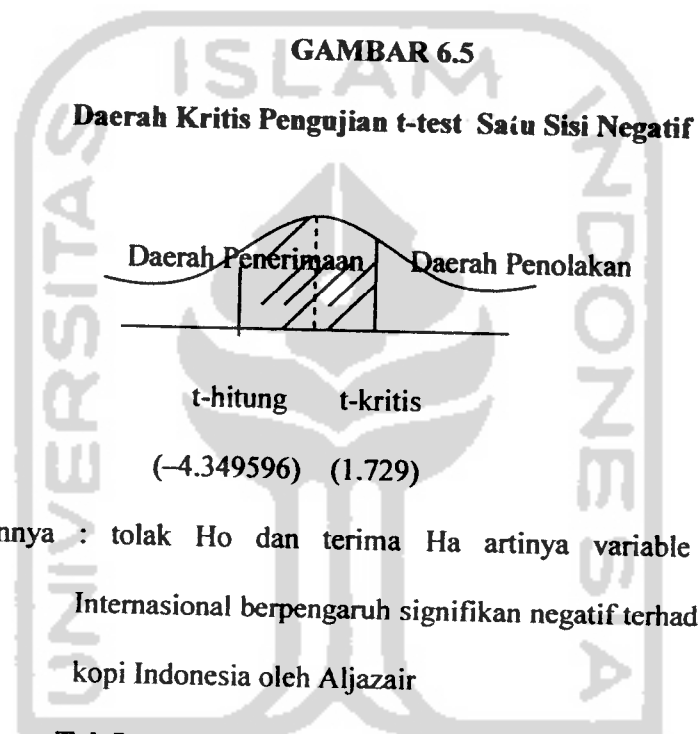 GAMBAR 6.5
Daerah Kritis Pengujian t-test Satu Sisi Negatif
Daerah Penerimaan Daerah Penolakan
t-hitung t-kritis
(–4.349596) (1.729)
nnya : tolak Ho dan terima Ha artinya variable
Internasional berpengaruh signifikan negatif terhad
kopi Indonesia oleh Aljazair
UNIVERSITAS
ISLAM
INDONESIA